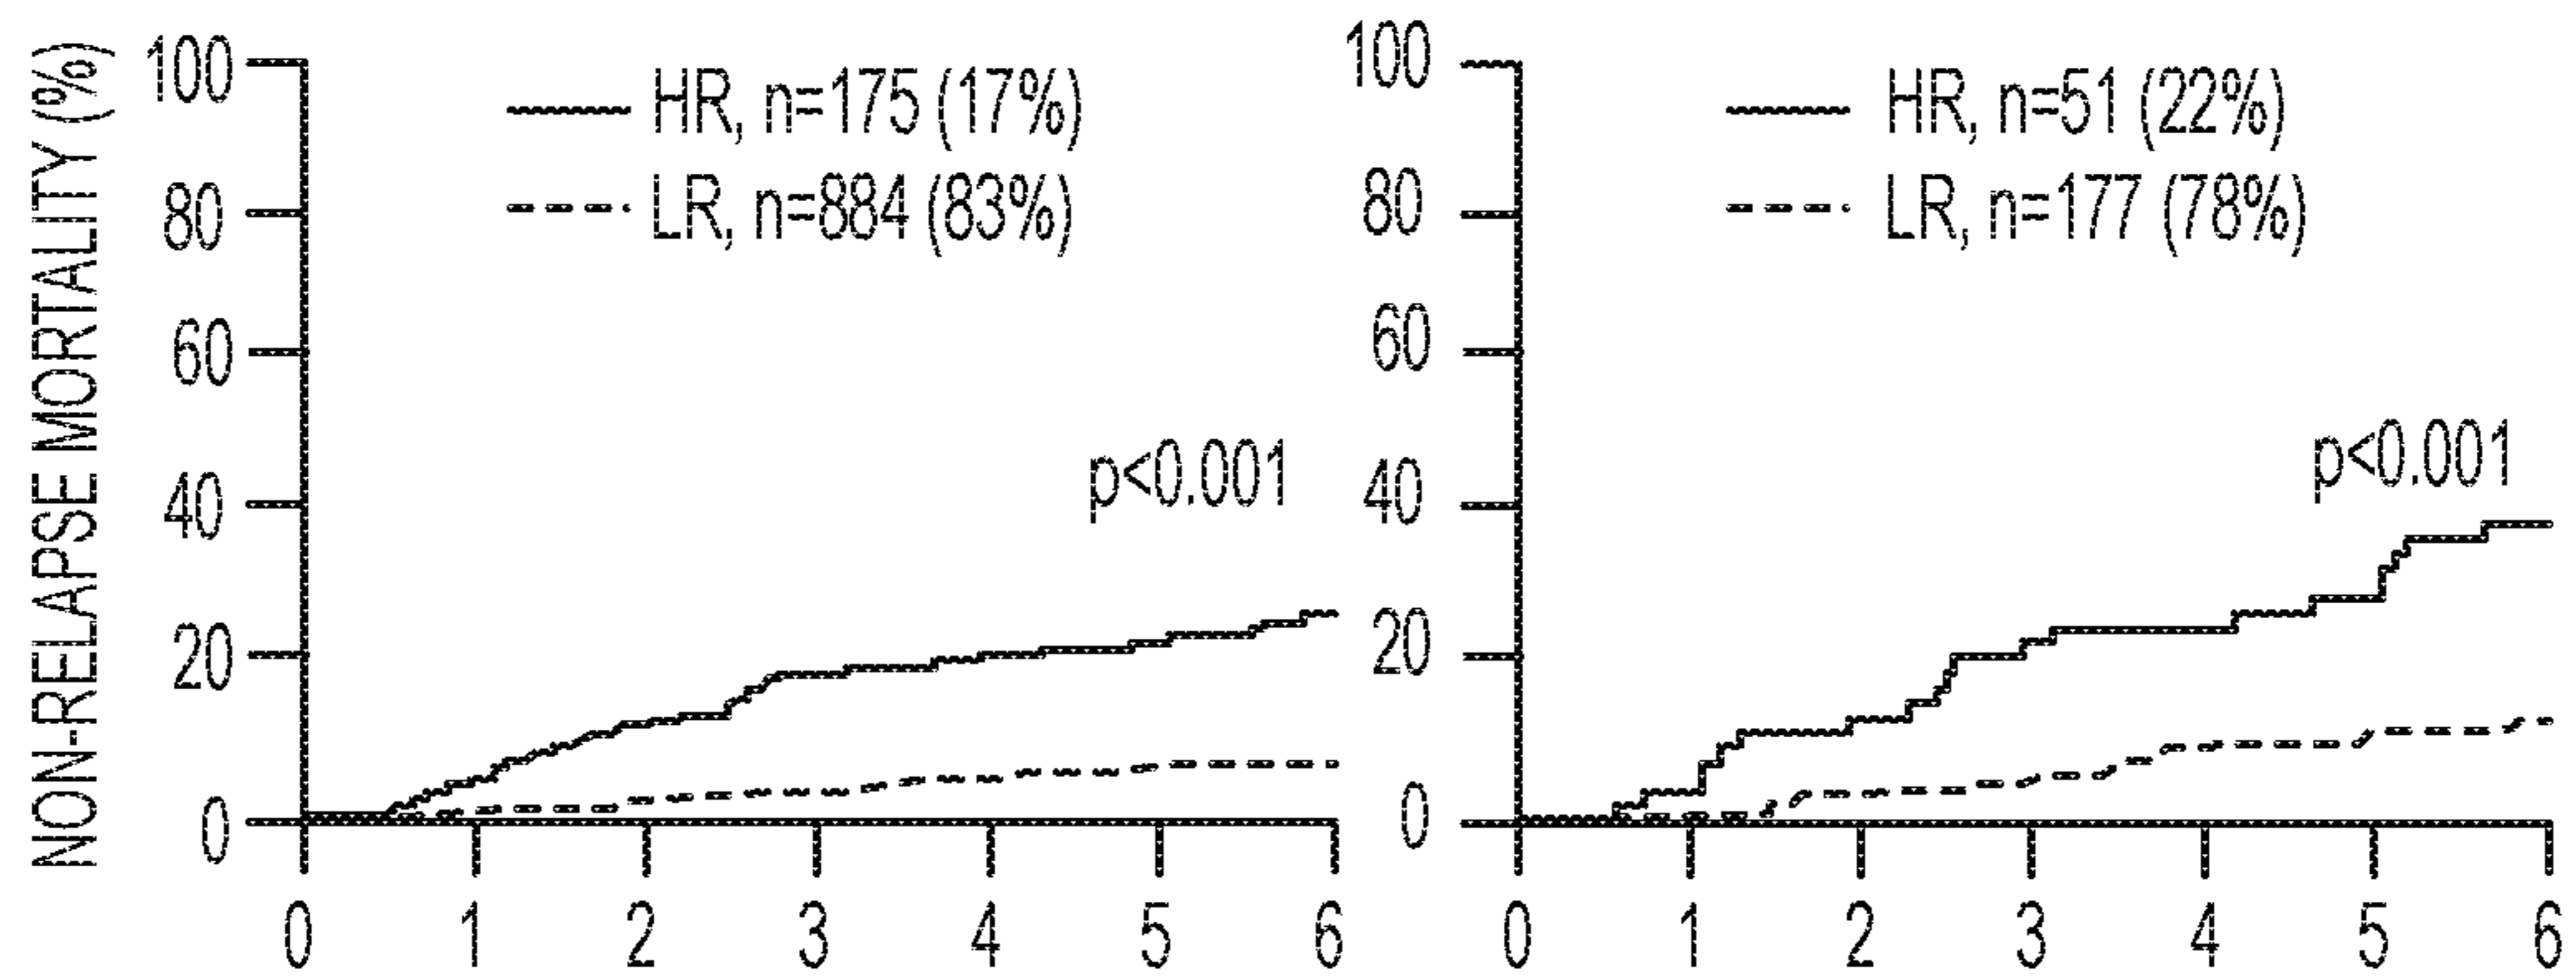 NON-RELAPSE MORTALITY (%)
100
80
60
40
20
0
HR, n=175 (17%)
LR, n=884 (83%)
p<0.001
0 1 2 3 4 5 6
100
80
60
40
20
0
HR, n=51 (22%)
LR, n=177 (78%)
p<0.001
0 1 2 3 4 5 6